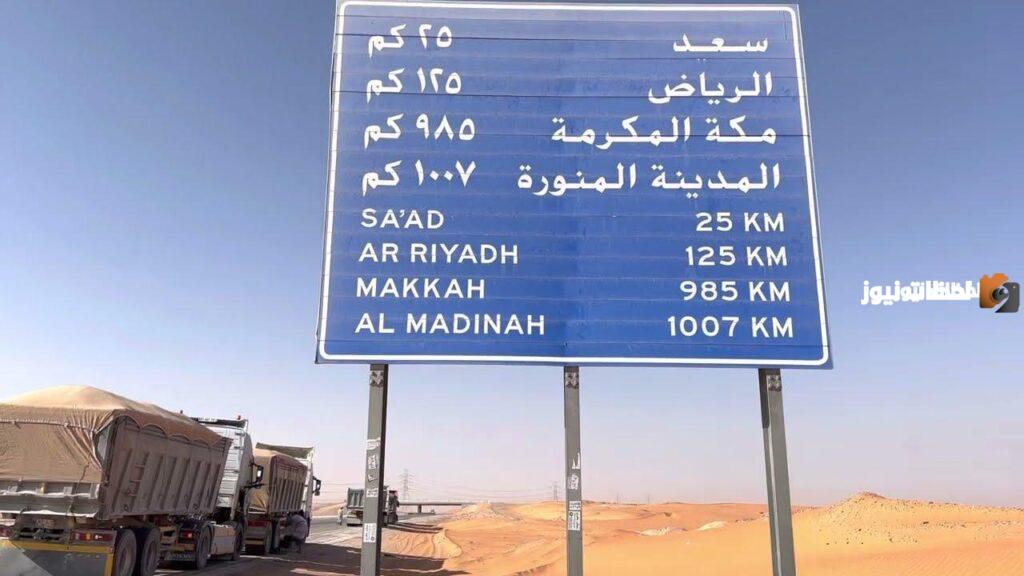 سعد ٢٥ كم
الرياض ١٢٥ كم
مكة المكرمة ٩٨٥ كم
المدينة المنورة ١٠٠٧ كم
SA'AD 25 KM
AR RIYADH 125 KM
MAKKAH 985 KM
AL MADINAH 1007 KM